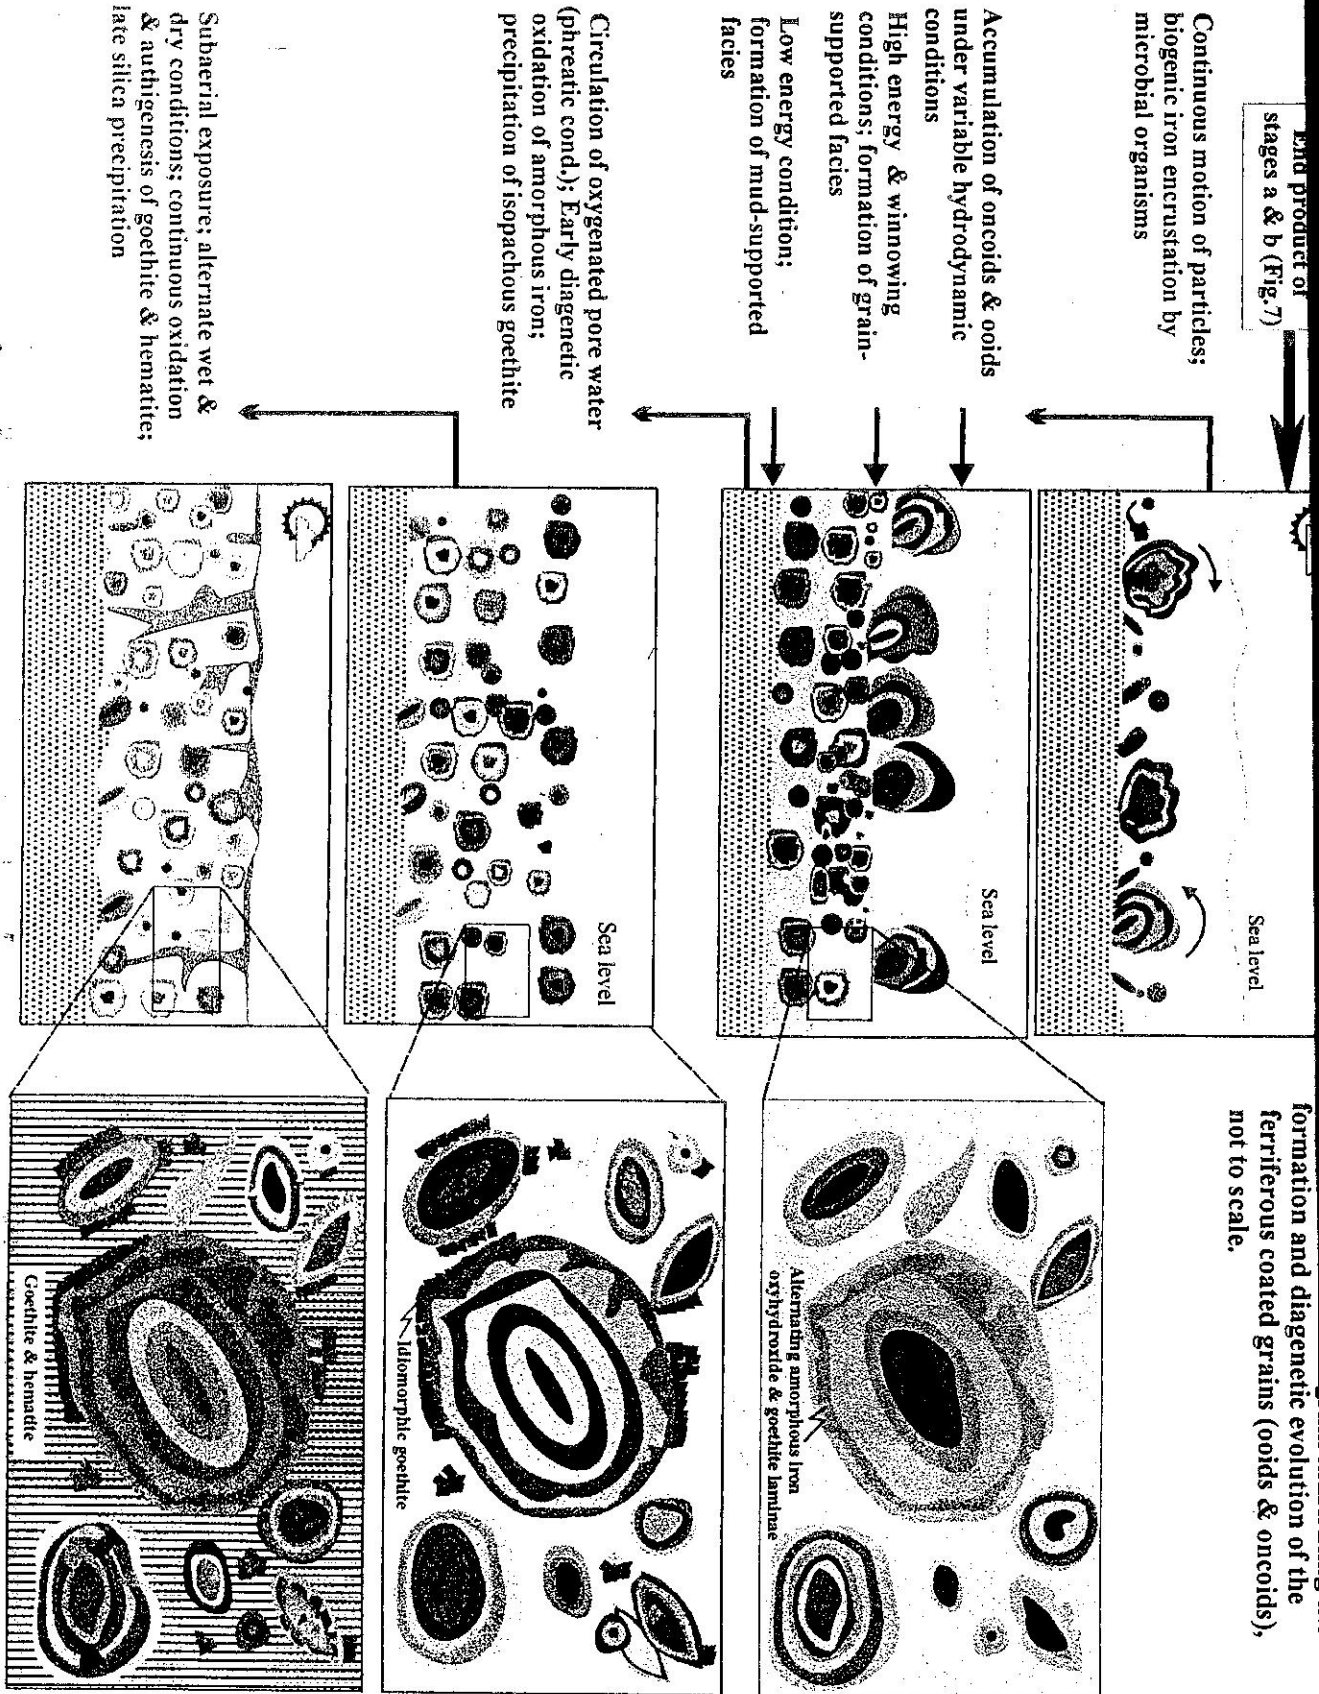 End product of
stages a & b (Fig.7)
Continuous motion of particles;
biogenic iron encrustation by
microbial organisms
Accumulation of oncoids & ooids
under variable hydrodynamic
conditions
High energy & winnowing
conditions; formation of grain-
supported facies
Low energy condition;
formation of mud-supported
facies
Circulation of oxygenated pore water
(phreatic cond.); Early diagenetic
oxidation of amorphous iron;
precipitation of isopachous goethite
Subaerial exposure; alternate wet &
dry conditions; continuous oxidation
& authigenesis of goethite & hematite;
late silica precipitation
Sea level
Sea level
Sea level
formation and diagenetic evolution of the
ferriferous coated grains (ooids & oncoids),
not to scale.
Alternating amorphous iron
oxyhydroxide & goethite laminae
Idiomorphic goethite
Goethite & hematite